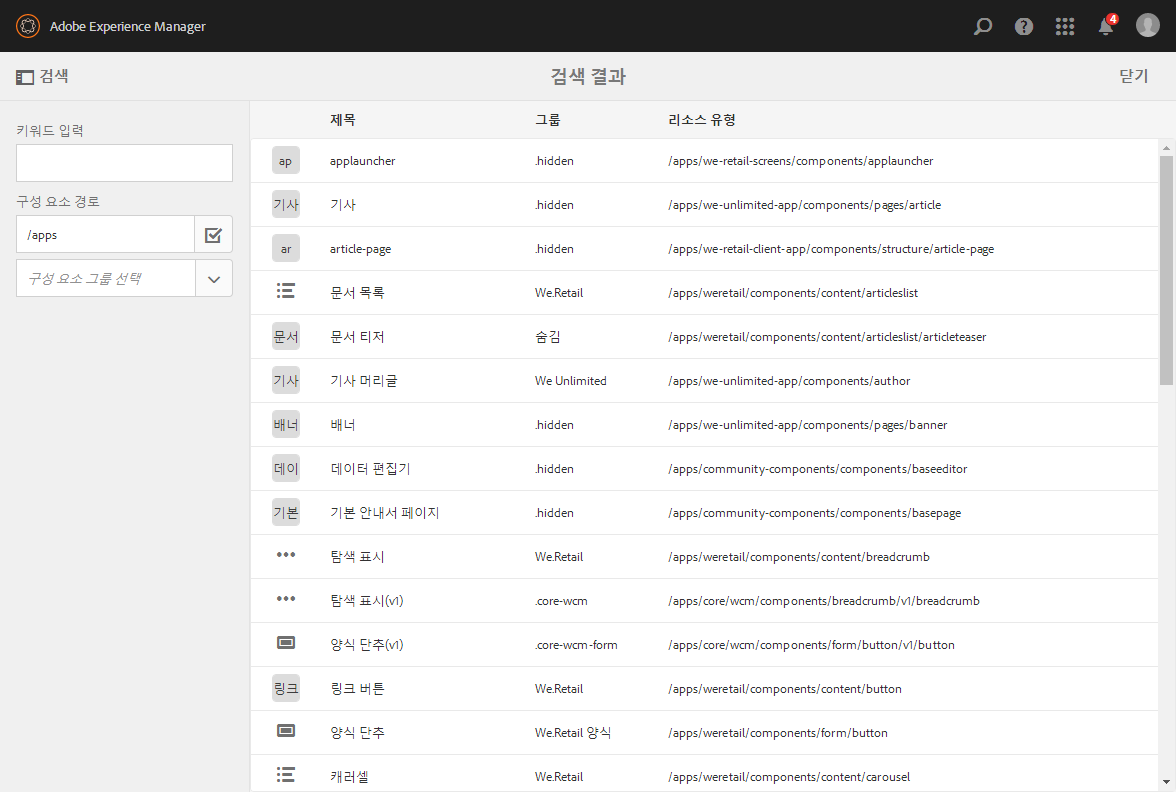 Adobe Experience Manager
4
검색
검색 결과
닫기
키워드 입력
구성 요소 경로
/apps
구성 요소 그룹 선택
제목 그룹 리소스 유형
ap applauncher .hidden /apps/we-retail-screens/components/applauncher
기사 기사 .hidden /apps/we-unlimited-app/components/pages/article
ar article-page .hidden /apps/we-retail-client-app/components/structure/article-page
문서 목록 We.Retail /apps/weretail/components/content/articleslist
문서 문서 티저 숨김 /apps/weretail/components/content/articleslist/articleteaser
기사 기사 머리글 We Unlimited /apps/we-unlimited-app/components/author
배너 배너 .hidden /apps/we-unlimited-app/components/pages/banner
데이 데이터 편집기 .hidden /apps/community-components/components/baseeditor
기본 기본 안내서 페이지 .hidden /apps/community-components/components/basepage
탐색 표시 We.Retail /apps/weretail/components/content/breadcrumb
탐색 표시(v1) .core-wcm /apps/core/wcm/components/breadcrumb/v1/breadcrumb
양식 단추(v1) .core-wcm-form /apps/core/wcm/components/form/button/v1/button
링크 링크 버튼 We.Retail /apps/weretail/components/content/button
양식 단추 We.Retail 양식 /apps/weretail/components/form/button
캐러셀 We.Retail /apps/weretail/components/content/carousel